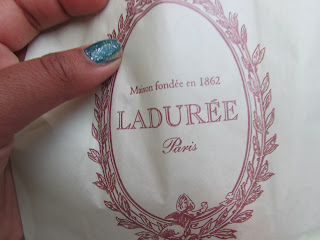 Maison fondée en 1862
LADURÉE
Paris